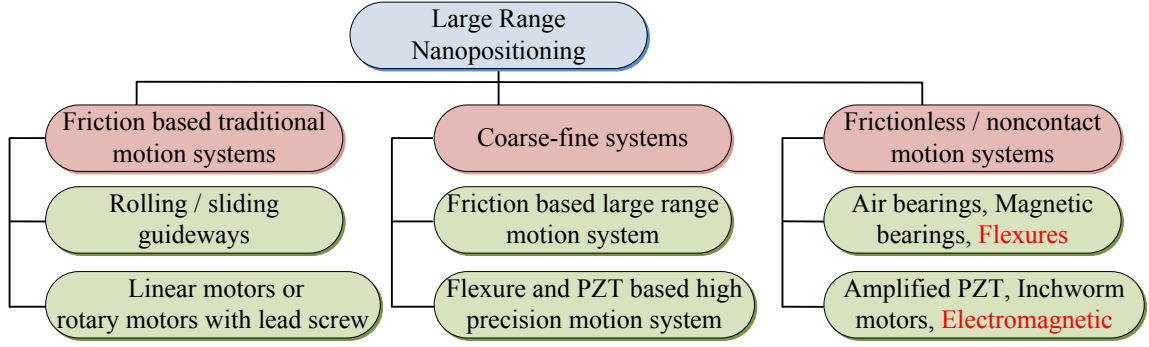 Large Range
Nanopositioning
Friction based traditional
motion systems
Rolling / sliding
guideways
Linear motors or
rotary motors with lead screw
Coarse-fine systems
Friction based large range
motion system
Flexure and PZT based high
precision motion system
Frictionless / noncontact
motion systems
Air bearings, Magnetic
bearings, Flexures
Amplified PZT, Inchworm
motors, Electromagnetic